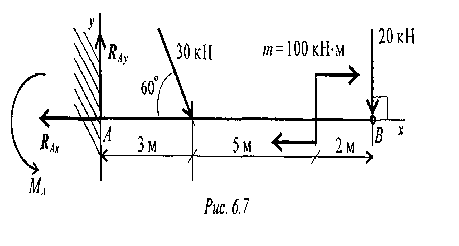 y
R_Ay
30 кН
m = 100 кН·м
20 кН
60°
R_Ax
A
B
x
3 м
5 м
2 м
M_A
Рис. 6.7